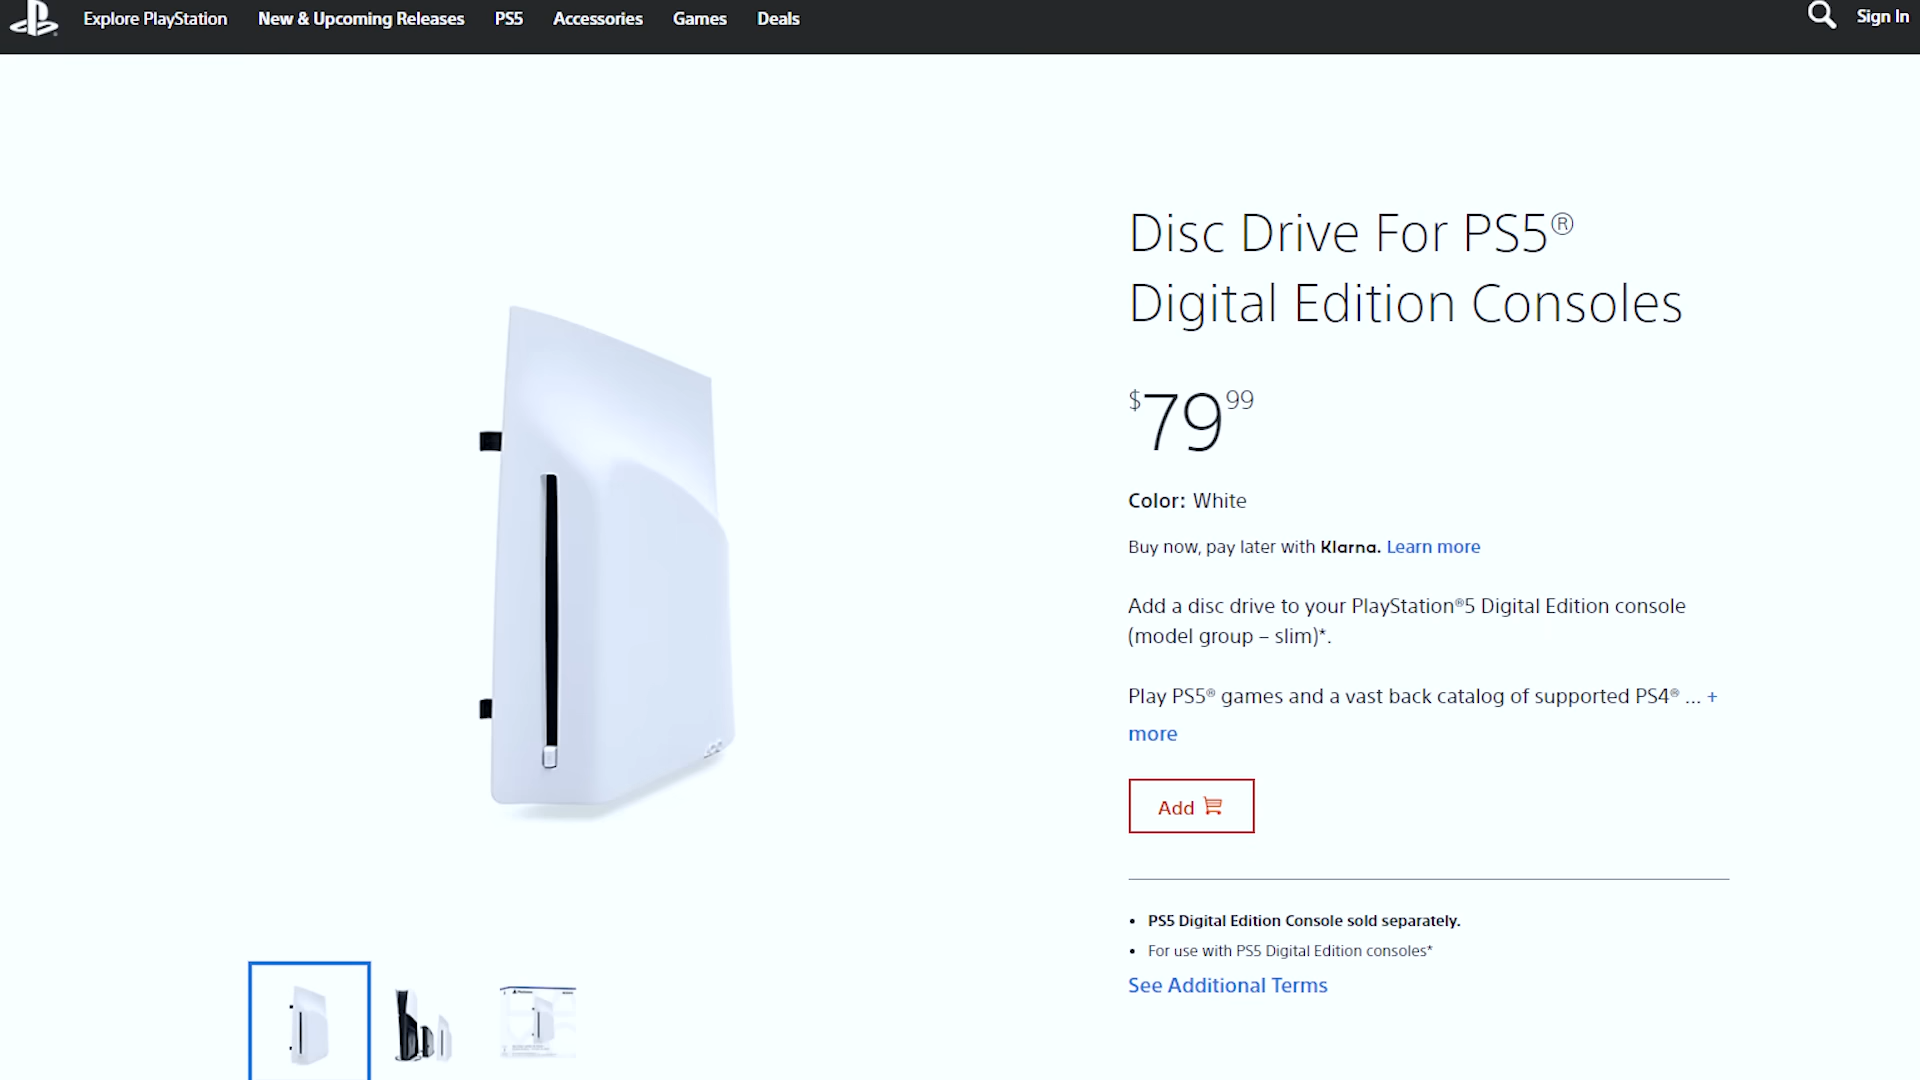 Explore PlayStation New & Upcoming Releases PS5 Accessories Games Deals Sign In
Disc Drive For PS5®
Digital Edition Consoles
$79.99
Color: White
Buy now, pay later with Klarna. Learn more
Add a disc drive to your PlayStation®5 Digital Edition console
(model group – slim)*.
Play PS5® games and a vast back catalog of supported PS4® ... +
more
Add
• PS5 Digital Edition Console sold separately.
• For use with PS5 Digital Edition consoles*
See Additional Terms